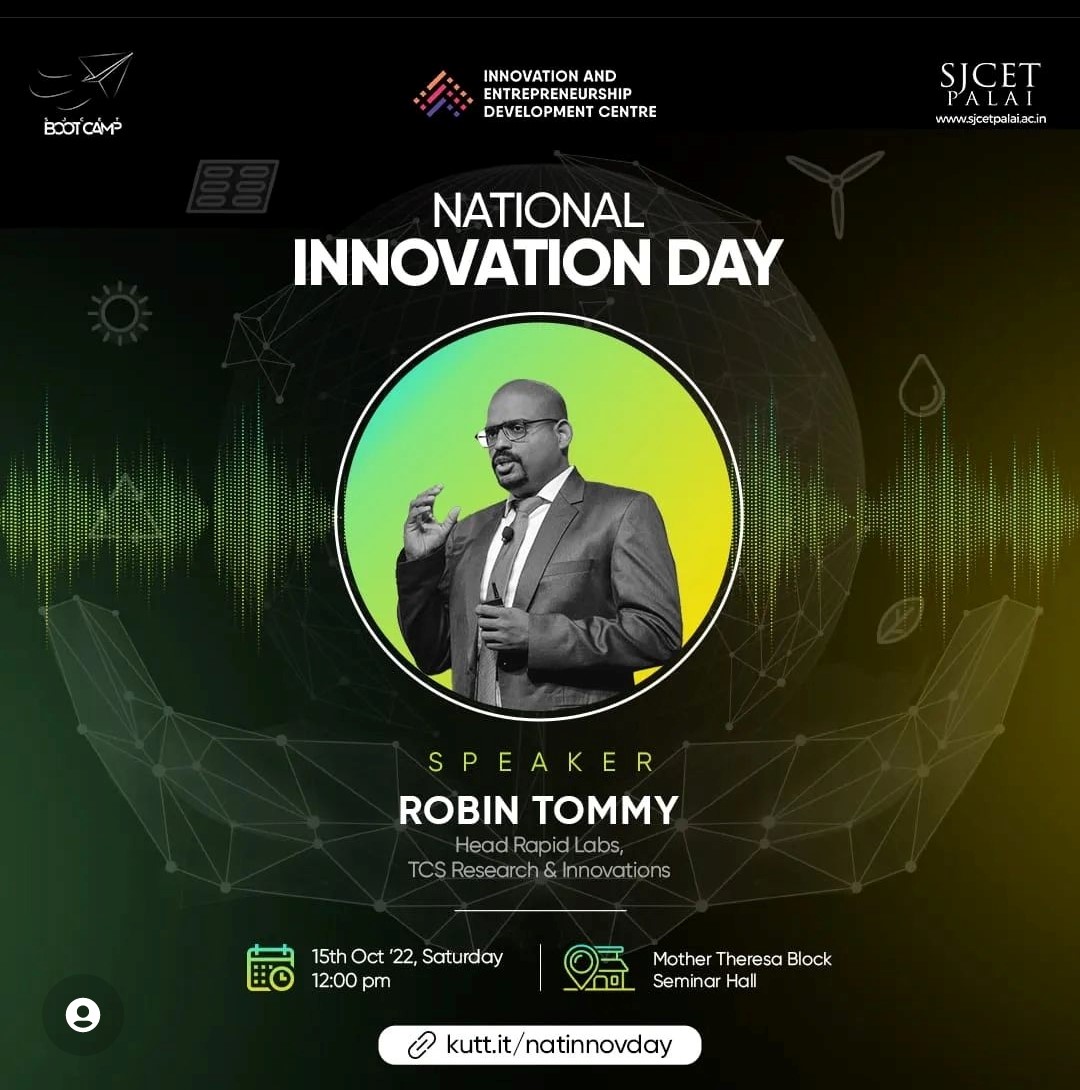 BOOT CAMP
INNOVATION AND
ENTREPRENEURSHIP
DEVELOPMENT CENTRE
SJCET
PALAI
www.sjcetpalai.ac.in
NATIONAL
INNOVATION DAY
SPEAKER
ROBIN TOMMY
Head Rapid Labs,
TCS Research & Innovations
15th Oct '22, Saturday
12:00 pm
Mother Theresa Block
Seminar Hall
kutt.it/natinnovday